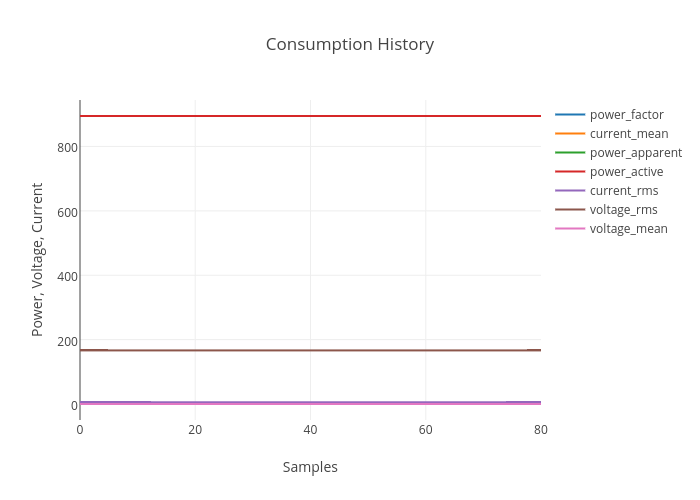 Consumption History
Power, Voltage, Current
800
600
400
200
0
0 20 40 60 80
Samples
power_factor
current_mean
power_apparent
power_active
current_rms
voltage_rms
voltage_mean